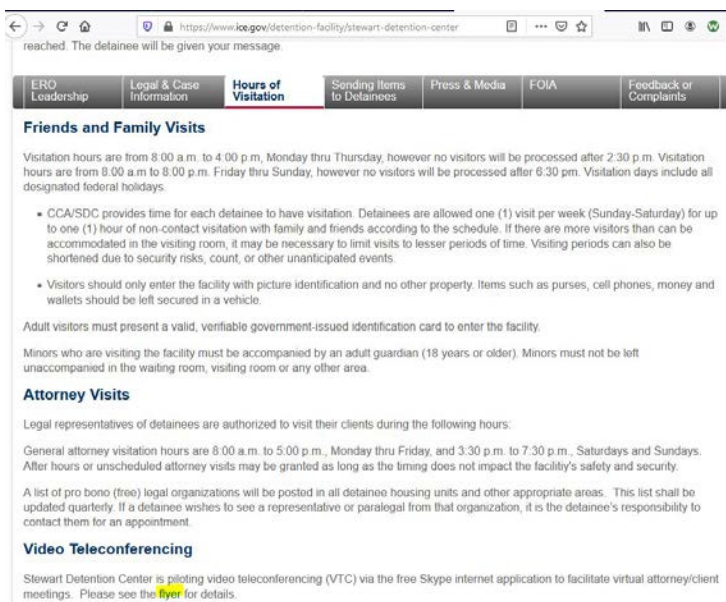 https://www.ice.gov/detention-facility/stewart-detention-center
reached. The detainee will be given your message.
ERO Leadership
Legal & Case Information
Hours of Visitation
Sending Items to Detainees
Press & Media
FOIA
Feedback or Complaints
Friends and Family Visits
Visitation hours are from 8:00 a.m. to 4:00 p.m, Monday thru Thursday, however no visitors will be processed after 2:30 p.m. Visitation
hours are from 8:00 a.m to 8:00 p.m. Friday thru Sunday, however no visitors will be processed after 6:30 pm. Visitation days include all
designated federal holidays.
• CCA/SDC provides time for each detainee to have visitation. Detainees are allowed one (1) visit per week (Sunday-Saturday) for up
to one (1) hour of non-contact visitation with family and friends according to the schedule. If there are more visitors than can be
accommodated in the visiting room, it may be necessary to limit visits to lesser periods of time. Visiting periods can also be
shortened due to security risks, count, or other unanticipated events.
• Visitors should only enter the facility with picture identification and no other property. Items such as purses, cell phones, money and
wallets should be left secured in a vehicle.
Adult visitors must present a valid, verifiable government-issued identification card to enter the facility.
Minors who are visiting the facility must be accompanied by an adult guardian (18 years or older). Minors must not be left
unaccompanied in the waiting room, visiting room or any other area.
Attorney Visits
Legal representatives of detainees are authorized to visit their clients during the following hours:
General attorney visitation hours are 8:00 a.m. to 5:00 p.m., Monday thru Friday, and 3:30 p.m. to 7:30 p.m., Saturdays and Sundays.
After hours or unscheduled attorney visits may be granted as long as the timing does not impact the facilitiy's safety and security.
A list of pro bono (free) legal organizations will be posted in all detainee housing units and other appropriate areas. This list shall be
updated quarterly. If a detainee wishes to see a representative or paralegal from that organization, it is the detainee's responsibility to
contact them for an appointment.
Video Teleconferencing
Stewart Detention Center is piloting video teleconferencing (VTC) via the free Skype internet application to facilitate virtual attorney/client
meetings. Please see the flyer for details.